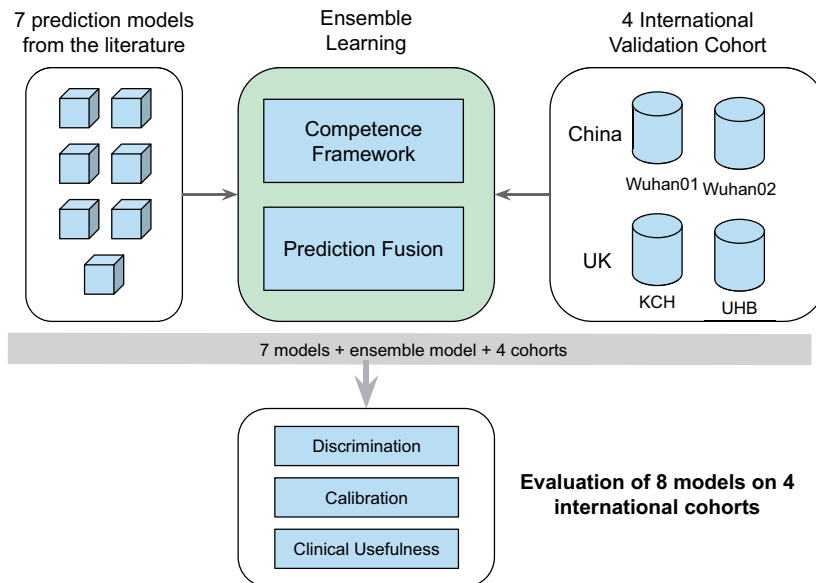 7 prediction models
from the literature
Ensemble
Learning
4 International
Validation Cohort
Competence
Framework
Prediction Fusion
China
Wuhan01
Wuhan02
UK
KCH
UHB
7 models + ensemble model + 4 cohorts
Discrimination
Calibration
Clinical Usefulness
Evaluation of 8 models on 4
international cohorts